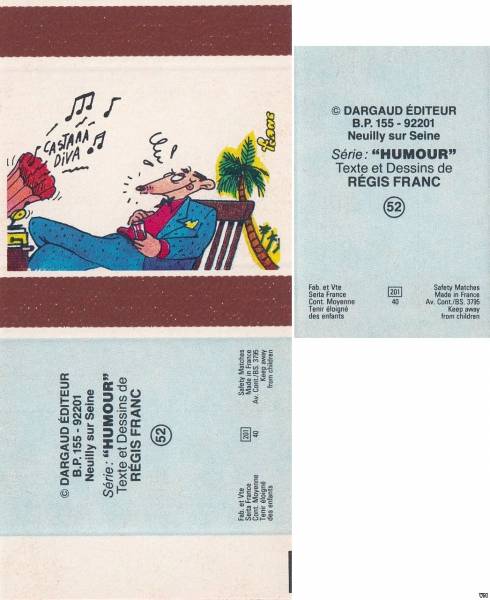 CASTAAA
DIVA
Franc
© DARGAUD ÉDITEUR
B.P. 155 - 92201
Neuilly sur Seine
Série: "HUMOUR"
Texte et Dessins de
RÉGIS FRANC
52
Fab. et Vte
Seita France
Cont. Moyenne
Tenir éloigné
des enfants
201
40
Safety Matches
Made in France
Av. Cont./BS. 3795
Keep away
from children
© DARGAUD ÉDITEUR
B.P. 155 - 92201
Neuilly sur Seine
Série: "HUMOUR"
Texte et Dessins de
RÉGIS FRANC
52
Fab. et Vte
Seita France
Cont. Moyenne
Tenir éloigné
des enfants
201
40
Safety Matches
Made in France
Av. Cont./BS. 3795
Keep away
from children